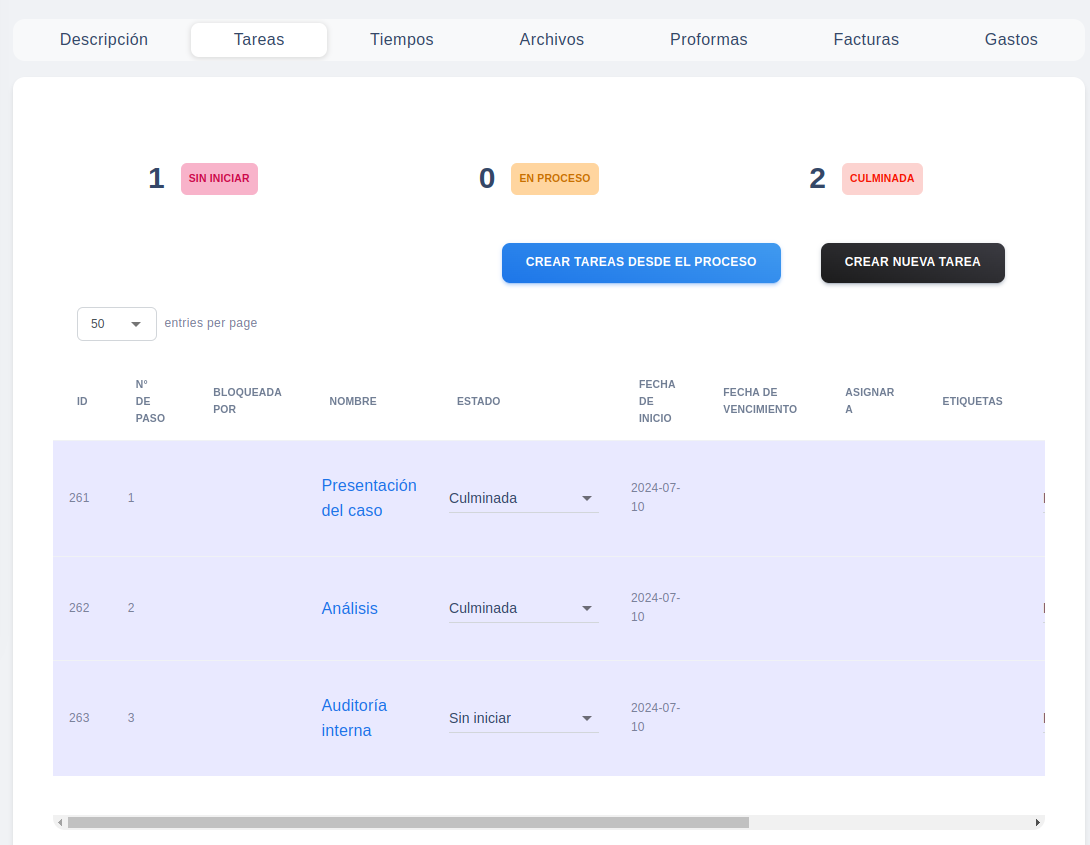 Descripción Tareas Tiempos Archivos Proformas Facturas Gastos
1 SIN INICIAR 0 EN PROCESO 2 CULMINADA
CREAR TAREAS DESDE EL PROCESO CREAR NUEVA TAREA
50 entries per page
ID
N° DE PASO
BLOQUEADA POR
NOMBRE
ESTADO
FECHA DE INICIO
FECHA DE VENCIMIENTO
ASIGNAR A
ETIQUETAS
261 1 Presentación del caso Culminada 2024-07-10
262 2 Análisis Culminada 2024-07-10
263 3 Auditoría interna Sin iniciar 2024-07-10